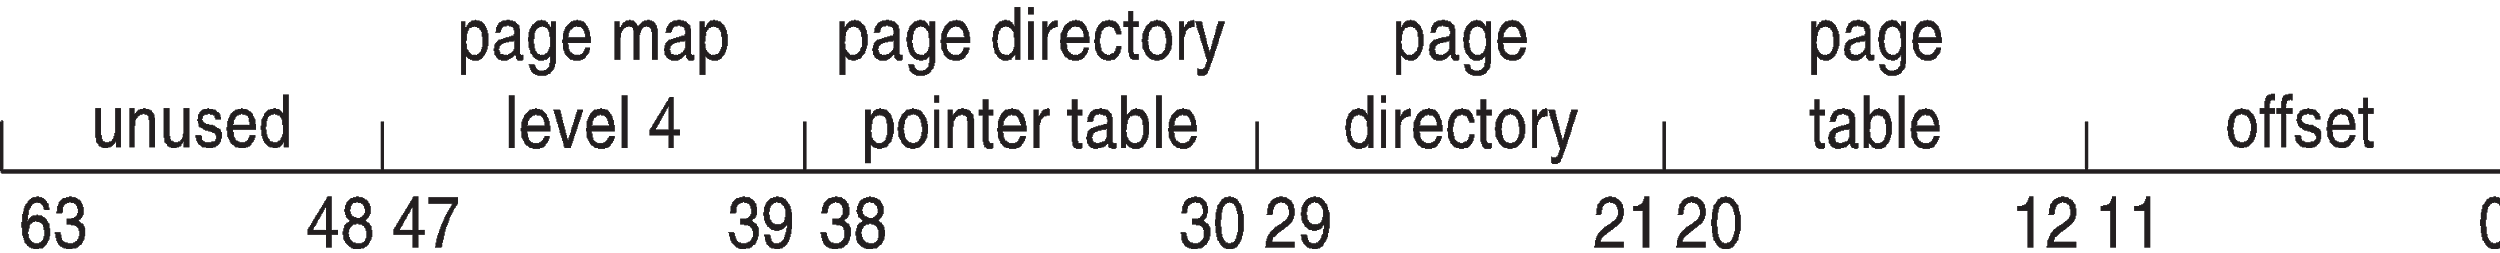 page map page directory page page
unused level 4 pointer table directory table offset
63 48 47 39 38 30 29 21 20 12 11 0